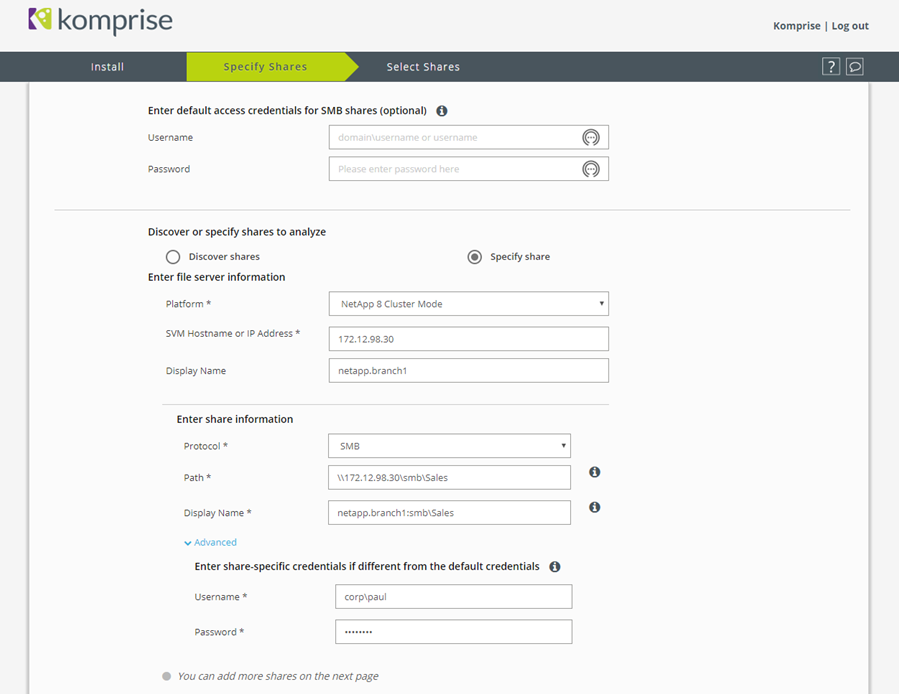 komprise
Komprise | Log out
Install Specify Shares Select Shares ?
Enter default access credentials for SMB shares (optional) i
Username domain\username or username
Password Please enter password here
Discover or specify shares to analyze
Discover shares Specify share
Enter file server information
Platform * NetApp 8 Cluster Mode
SVM Hostname or IP Address * 172.12.98.30
Display Name netapp.branch1
Enter share information
Protocol * SMB
Path * \\172.12.98.30\smb\Sales i
Display Name * netapp.branch1:smb\Sales i
Advanced
Enter share-specific credentials if different from the default credentials i
Username * corp\paul
Password * ••••••••
You can add more shares on the next page